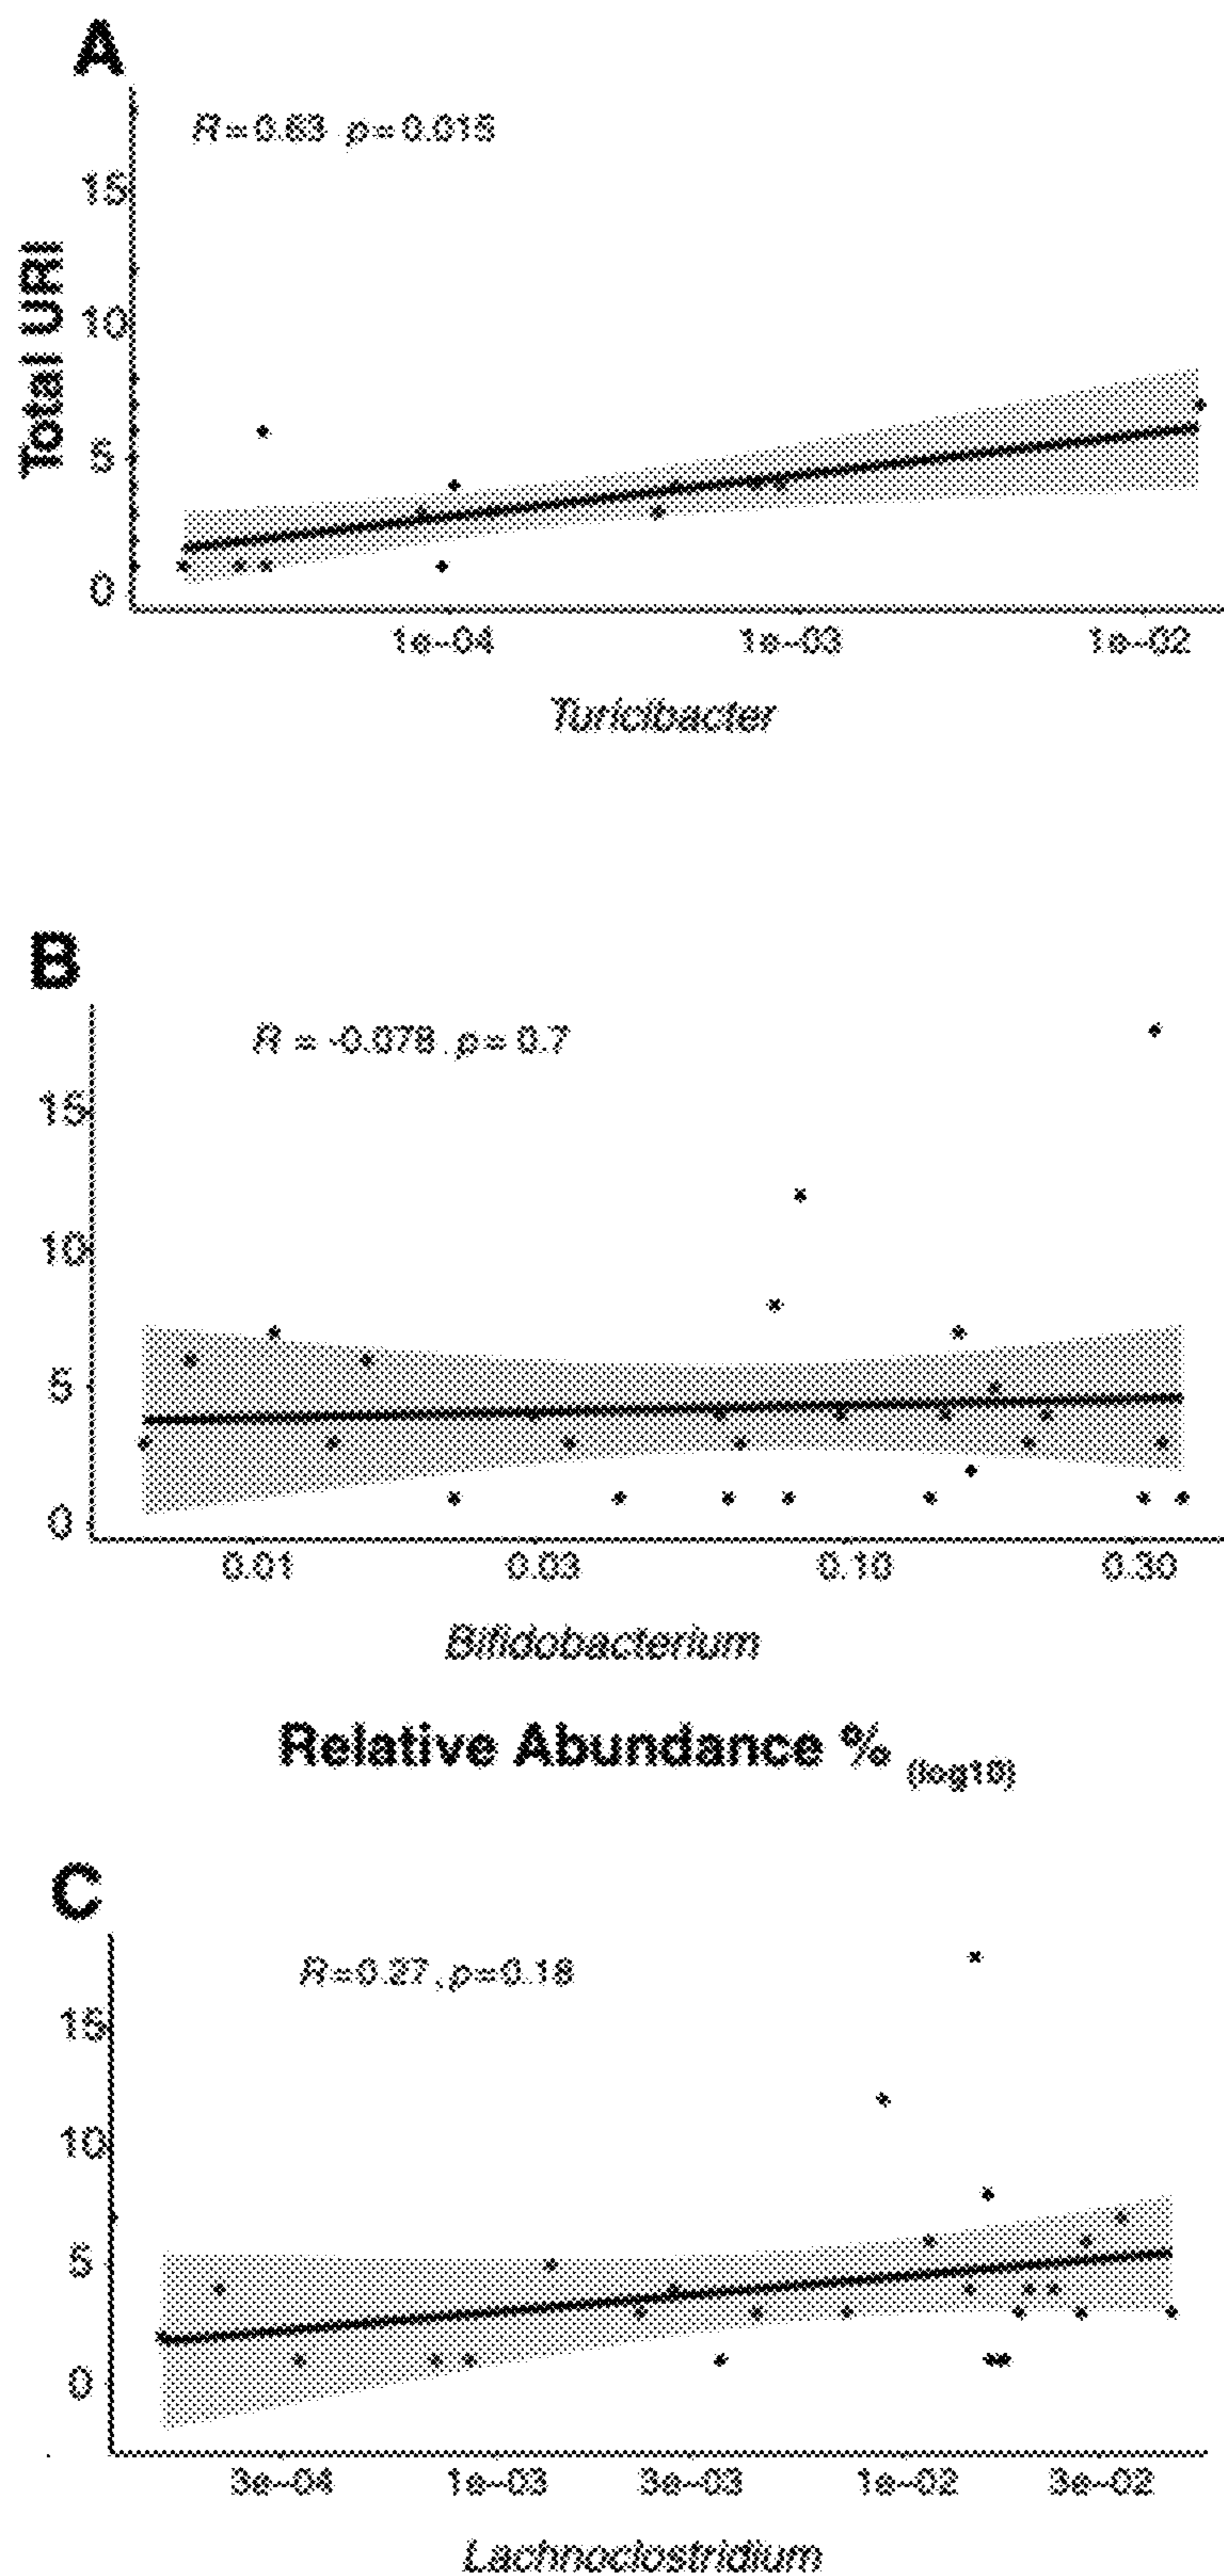 A
R=0.63 p=0.015
15
10
5
0
Total URI
1e-04 1e-03 1e-02
Turicibacter
B
R = -0.078, p= 0.7
15
10
5
0
0.01 0.03 0.10 0.30
Bifidobacterium
Relative Abundance % (log10)
C
R=0.27, p=0.18
15
10
5
0
3e-04 1e-03 3e-03 1e-02 3e-02
Lachnoclostridium